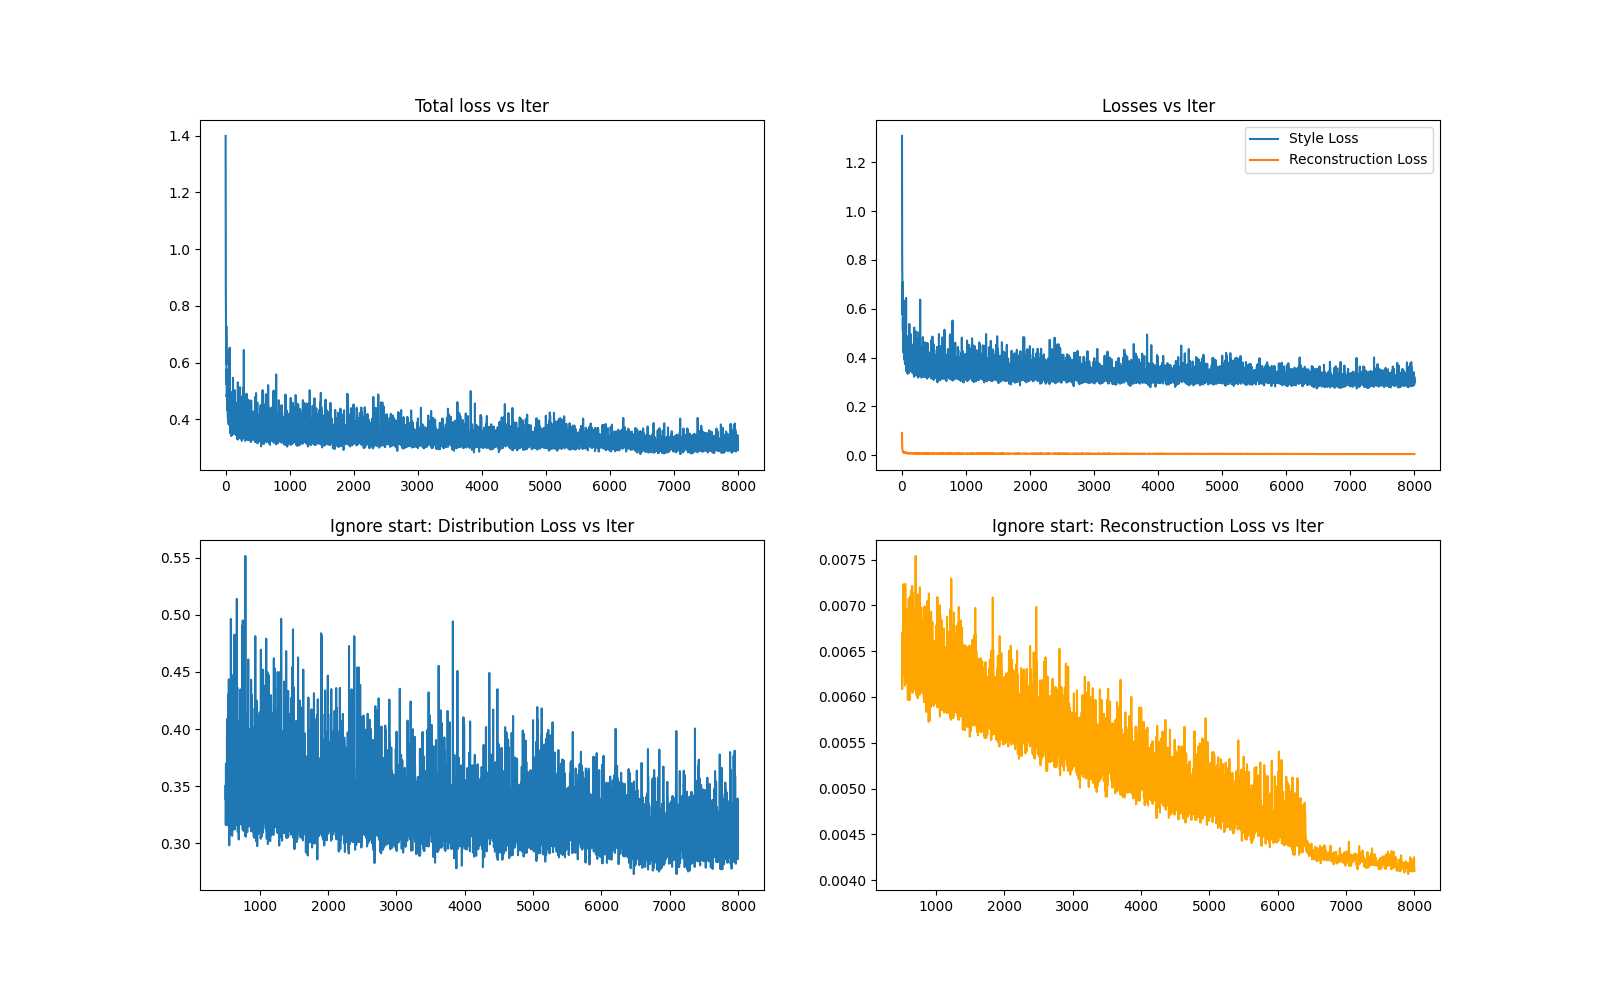 Total loss vs Iter
1.4
1.2
1.0
0.8
0.6
0.4
0 1000 2000 3000 4000 5000 6000 7000 8000
Losses vs Iter
Style Loss
Reconstruction Loss
1.2
1.0
0.8
0.6
0.4
0.2
0.0
0 1000 2000 3000 4000 5000 6000 7000 8000
Ignore start: Distribution Loss vs Iter
0.55
0.50
0.45
0.40
0.35
0.30
1000 2000 3000 4000 5000 6000 7000 8000
Ignore start: Reconstruction Loss vs Iter
0.0075
0.0070
0.0065
0.0060
0.0055
0.0050
0.0045
0.0040
1000 2000 3000 4000 5000 6000 7000 8000